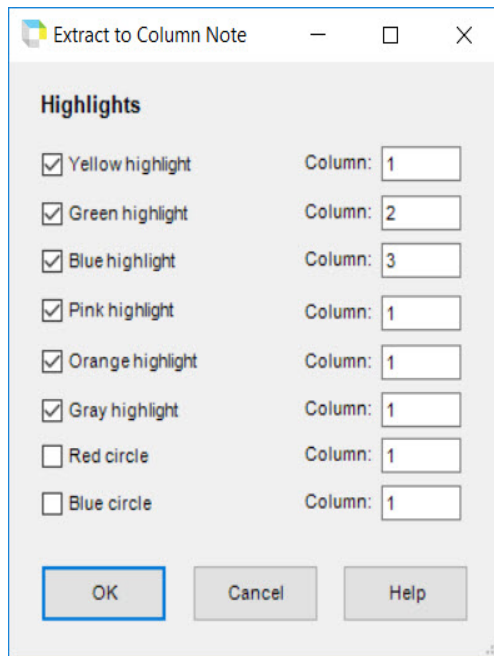 Extract to Column Note
Highlights
Yellow highlight Column: 1
Green highlight Column: 2
Blue highlight Column: 3
Pink highlight Column: 1
Orange highlight Column: 1
Gray highlight Column: 1
Red circle Column: 1
Blue circle Column: 1
OK Cancel Help